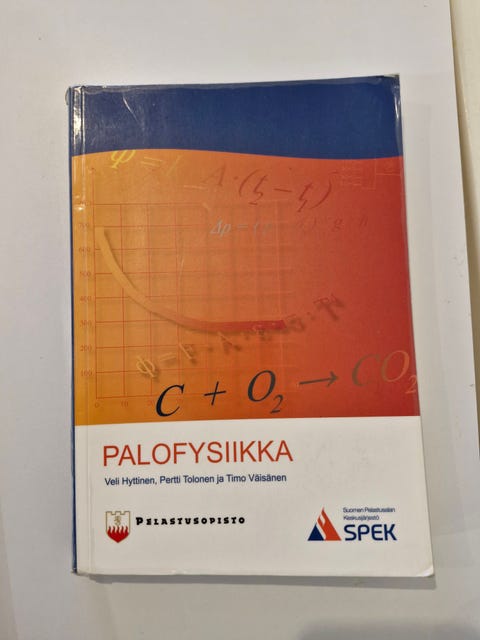 C + O₂ → CO₂
PALOFYSIIKKA
Veli Hyttinen, Pertti Tolonen ja Timo Väisänen
PELASTUSOPISTO
Suomen Pelastusalan
Keskusjärjestö
SPEK